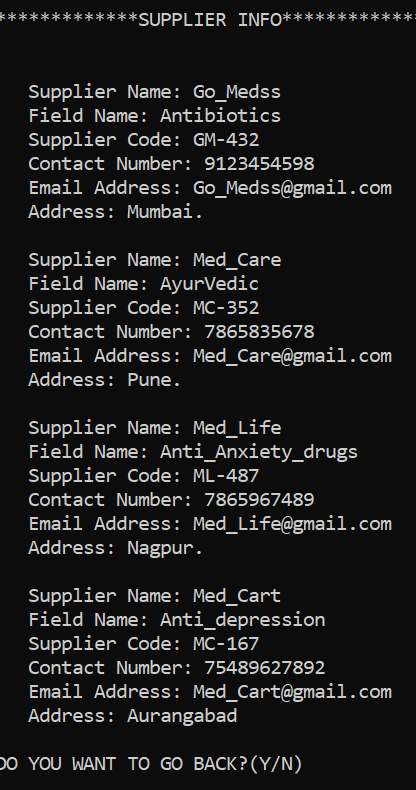 *************SUPPLIER INFO*************
Supplier Name: Go_Medss
Field Name: Antibiotics
Supplier Code: GM-432
Contact Number: 9123454598
Email Address: Go_Medss@gmail.com
Address: Mumbai.
Supplier Name: Med_Care
Field Name: AyurVedic
Supplier Code: MC-352
Contact Number: 7865835678
Email Address: Med_Care@gmail.com
Address: Pune.
Supplier Name: Med_Life
Field Name: Anti_Anxiety_drugs
Supplier Code: ML-487
Contact Number: 7865967489
Email Address: Med_Life@gmail.com
Address: Nagpur.
Supplier Name: Med_Cart
Field Name: Anti_depression
Supplier Code: MC-167
Contact Number: 75489627892
Email Address: Med_Cart@gmail.com
Address: Aurangabad
DO YOU WANT TO GO BACK?(Y/N)